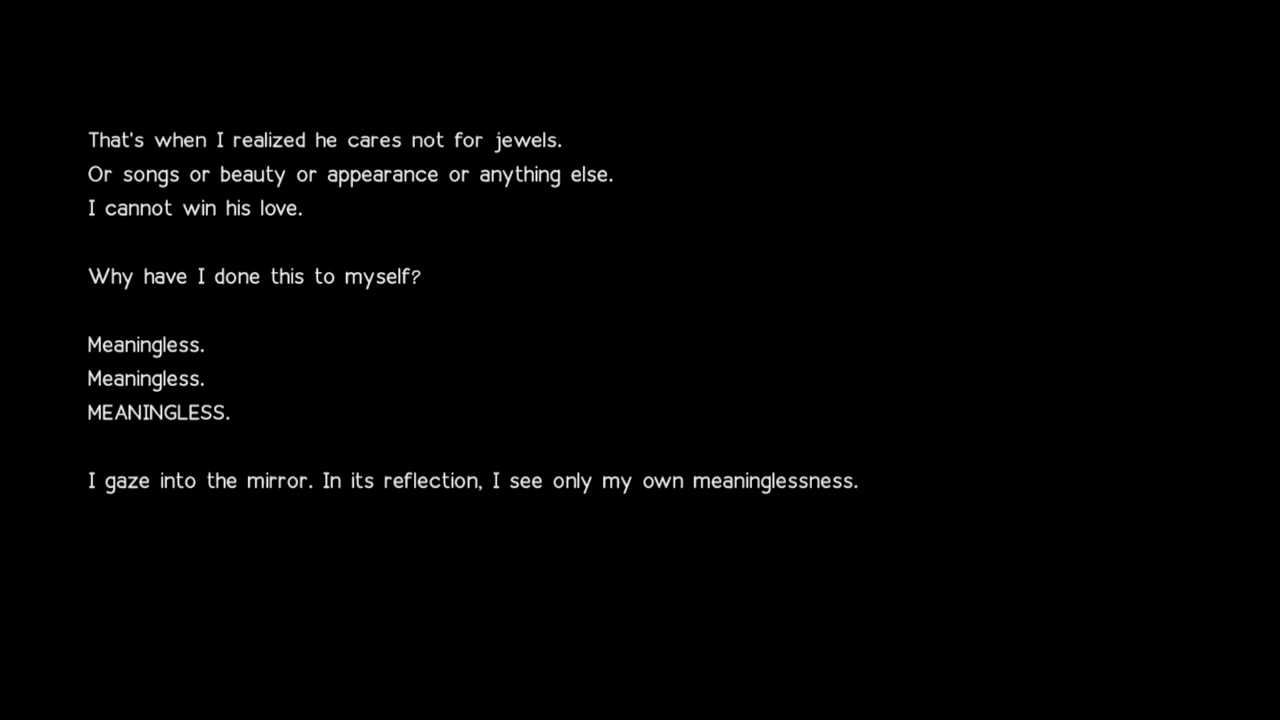 That's when I realized he cares not for jewels.
Or songs or beauty or appearance or anything else.
I cannot win his love.
Why have I done this to myself?
Meaningless.
Meaningless.
MEANINGLESS.
I gaze into the mirror. In its reflection, I see only my own meaninglessness.